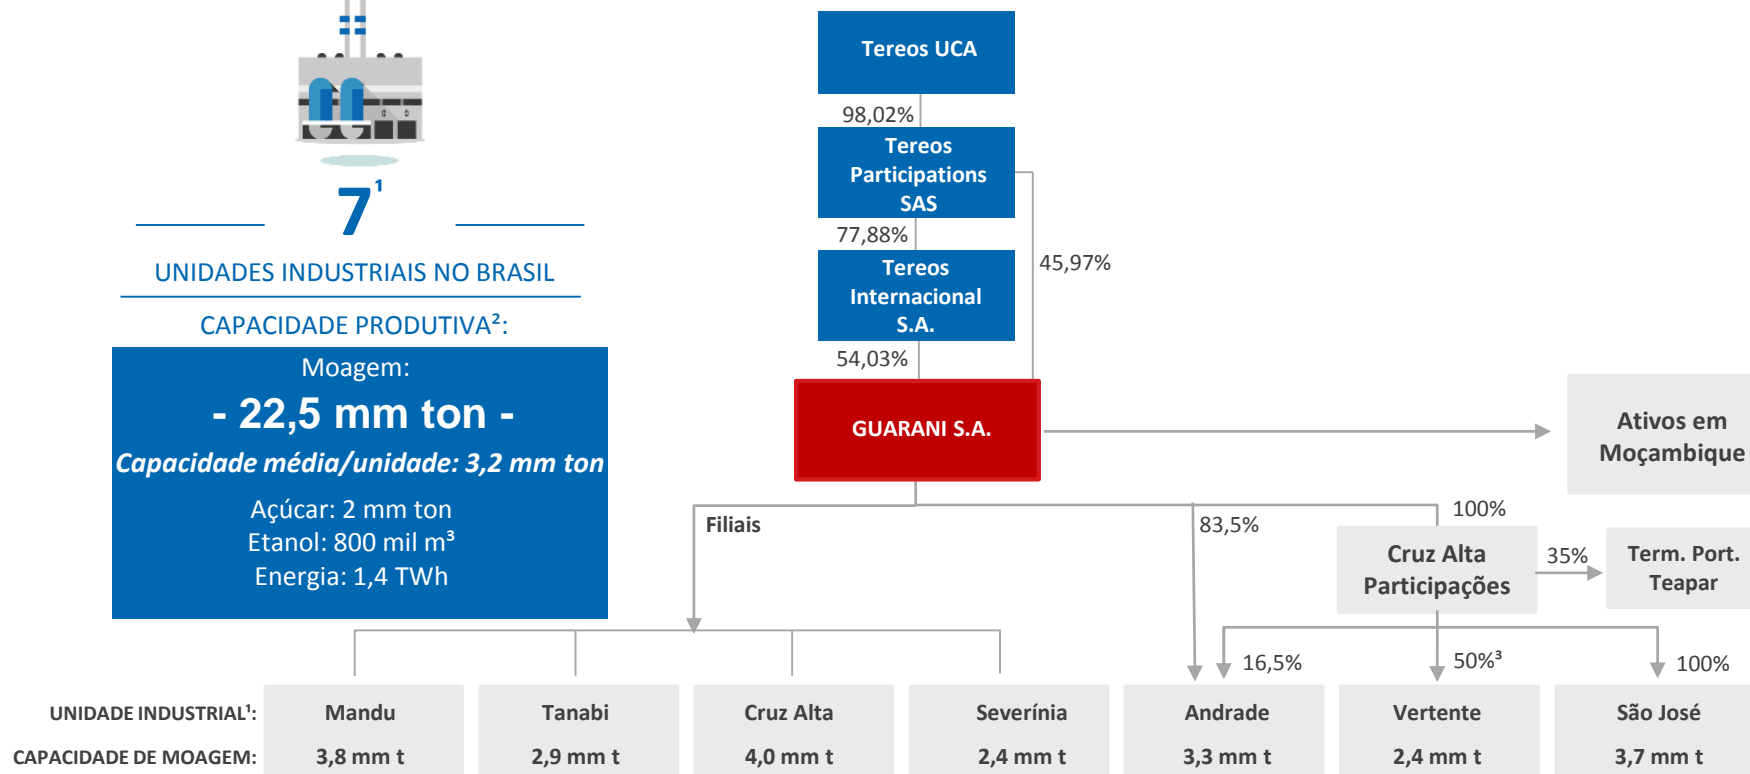 7¹
UNIDADES INDUSTRIAIS NO BRASIL
CAPACIDADE PRODUTIVA²:
Moagem:
- 22,5 mm ton -
Capacidade média/unidade: 3,2 mm ton
Açúcar: 2 mm ton
Etanol: 800 mil m³
Energia: 1,4 TWh
Tereos UCA
98,02%
Tereos
Participations
SAS
77,88%
45,97%
Tereos
Internacional
S.A.
54,03%
GUARANI S.A.
Ativos em
Moçambique
Filiais
83,5%
100%
Cruz Alta
Participações
35%
Term. Port.
Teapar
16,5%
50%³
100%
UNIDADE INDUSTRIAL¹: Mandu Tanabi Cruz Alta Severínia Andrade Vertente São José
CAPACIDADE DE MOAGEM: 3,8 mm t 2,9 mm t 4,0 mm t 2,4 mm t 3,3 mm t 2,4 mm t 3,7 mm t